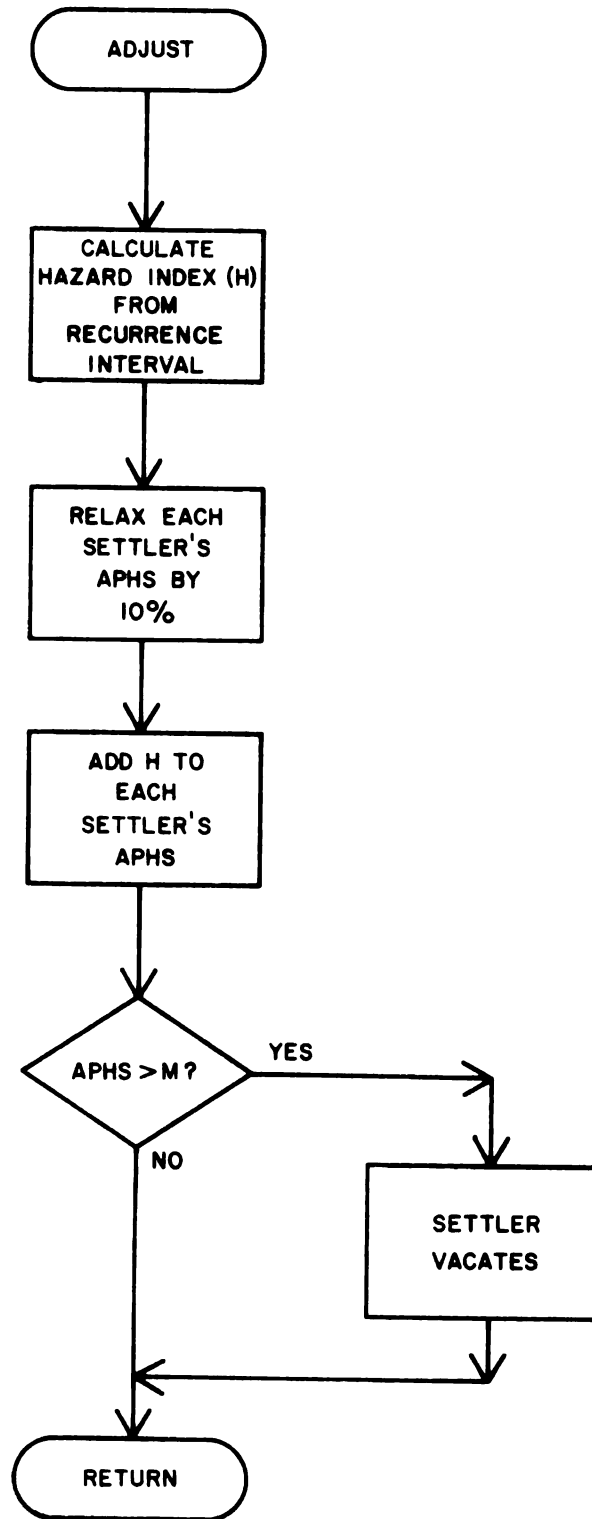 ADJUST
CALCULATE
HAZARD INDEX (H)
FROM
RECURRENCE
INTERVAL
RELAX EACH
SETTLER'S
APHS BY
10%
ADD H TO
EACH
SETTLER'S
APHS
APHS > M?
YES
NO
SETTLER
VACATES
RETURN